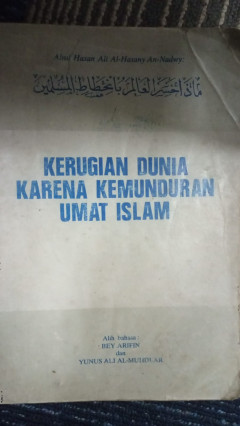 Abul Hasan Ali Al-Hasany An-Nadwy
ماذا خسر العالم بانحطاط المسلمين
KERUGIAN DUNIA
KARENA KEMUNDURAN
UMAT ISLAM
Alih bahasa :
BEY ARIFIN
dan
YUNUS ALI AL-MUHDLAR